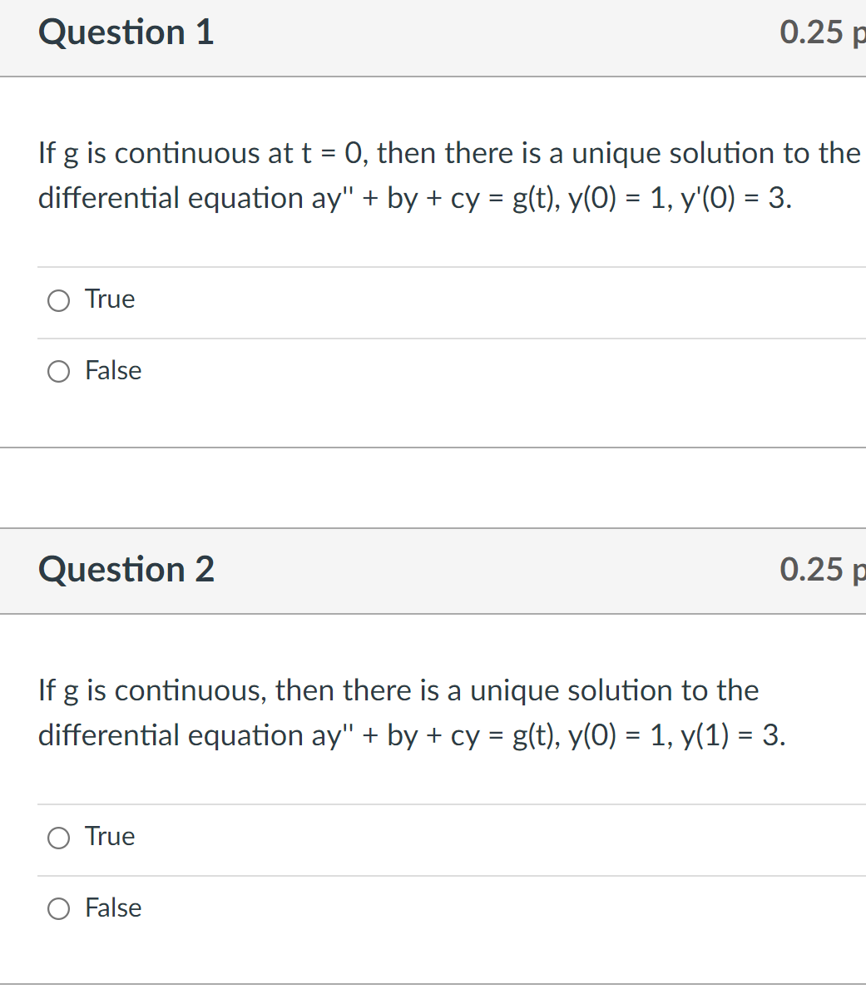 Question 1
0.25 p
If g is continuous at t = 0, then there is a unique solution to the
differential equation ay" + by + cy = g(t), y(0) = 1, y'(0) = 3.
True
False
Question 2
0.25 p
If g is continuous, then there is a unique solution to the
differential equation ay" + by + cy = g(t), y(0) = 1, y(1) = 3.
True
False